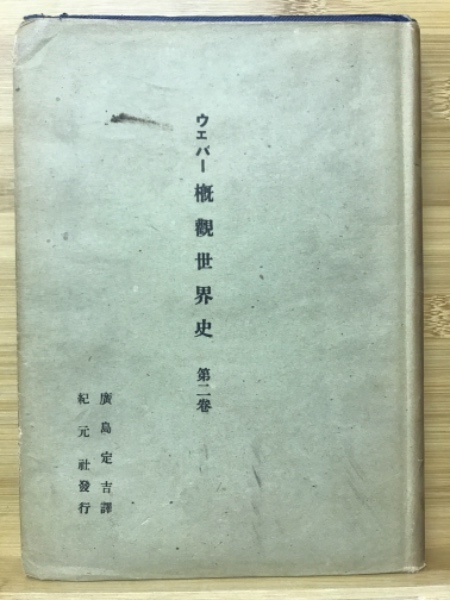 ウェバー 概觀世界史 第二卷
廣島定吉譯
紀元社發行